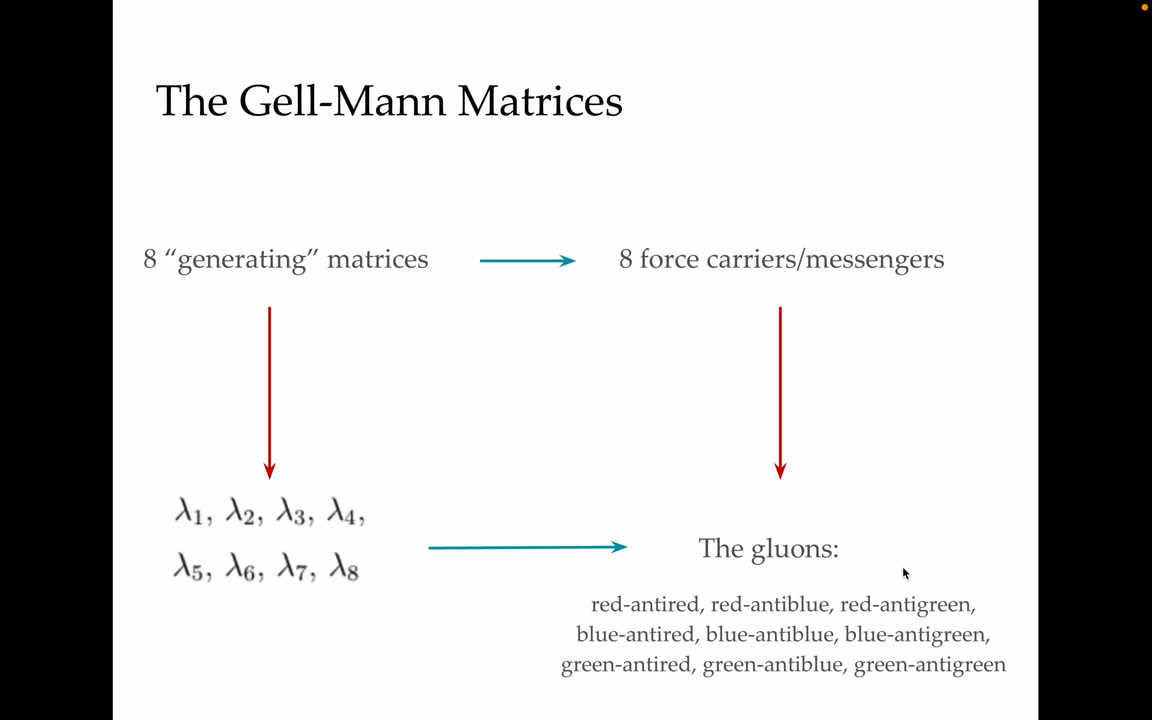 The Gell-Mann Matrices
8 “generating” matrices
8 force carriers/messengers
λ₁, λ₂, λ₃, λ₄,
λ₅, λ₆, λ₇, λ₈
The gluons:
red-antired, red-antiblue, red-antigreen,
blue-antired, blue-antiblue, blue-antigreen,
green-antired, green-antiblue, green-antigreen